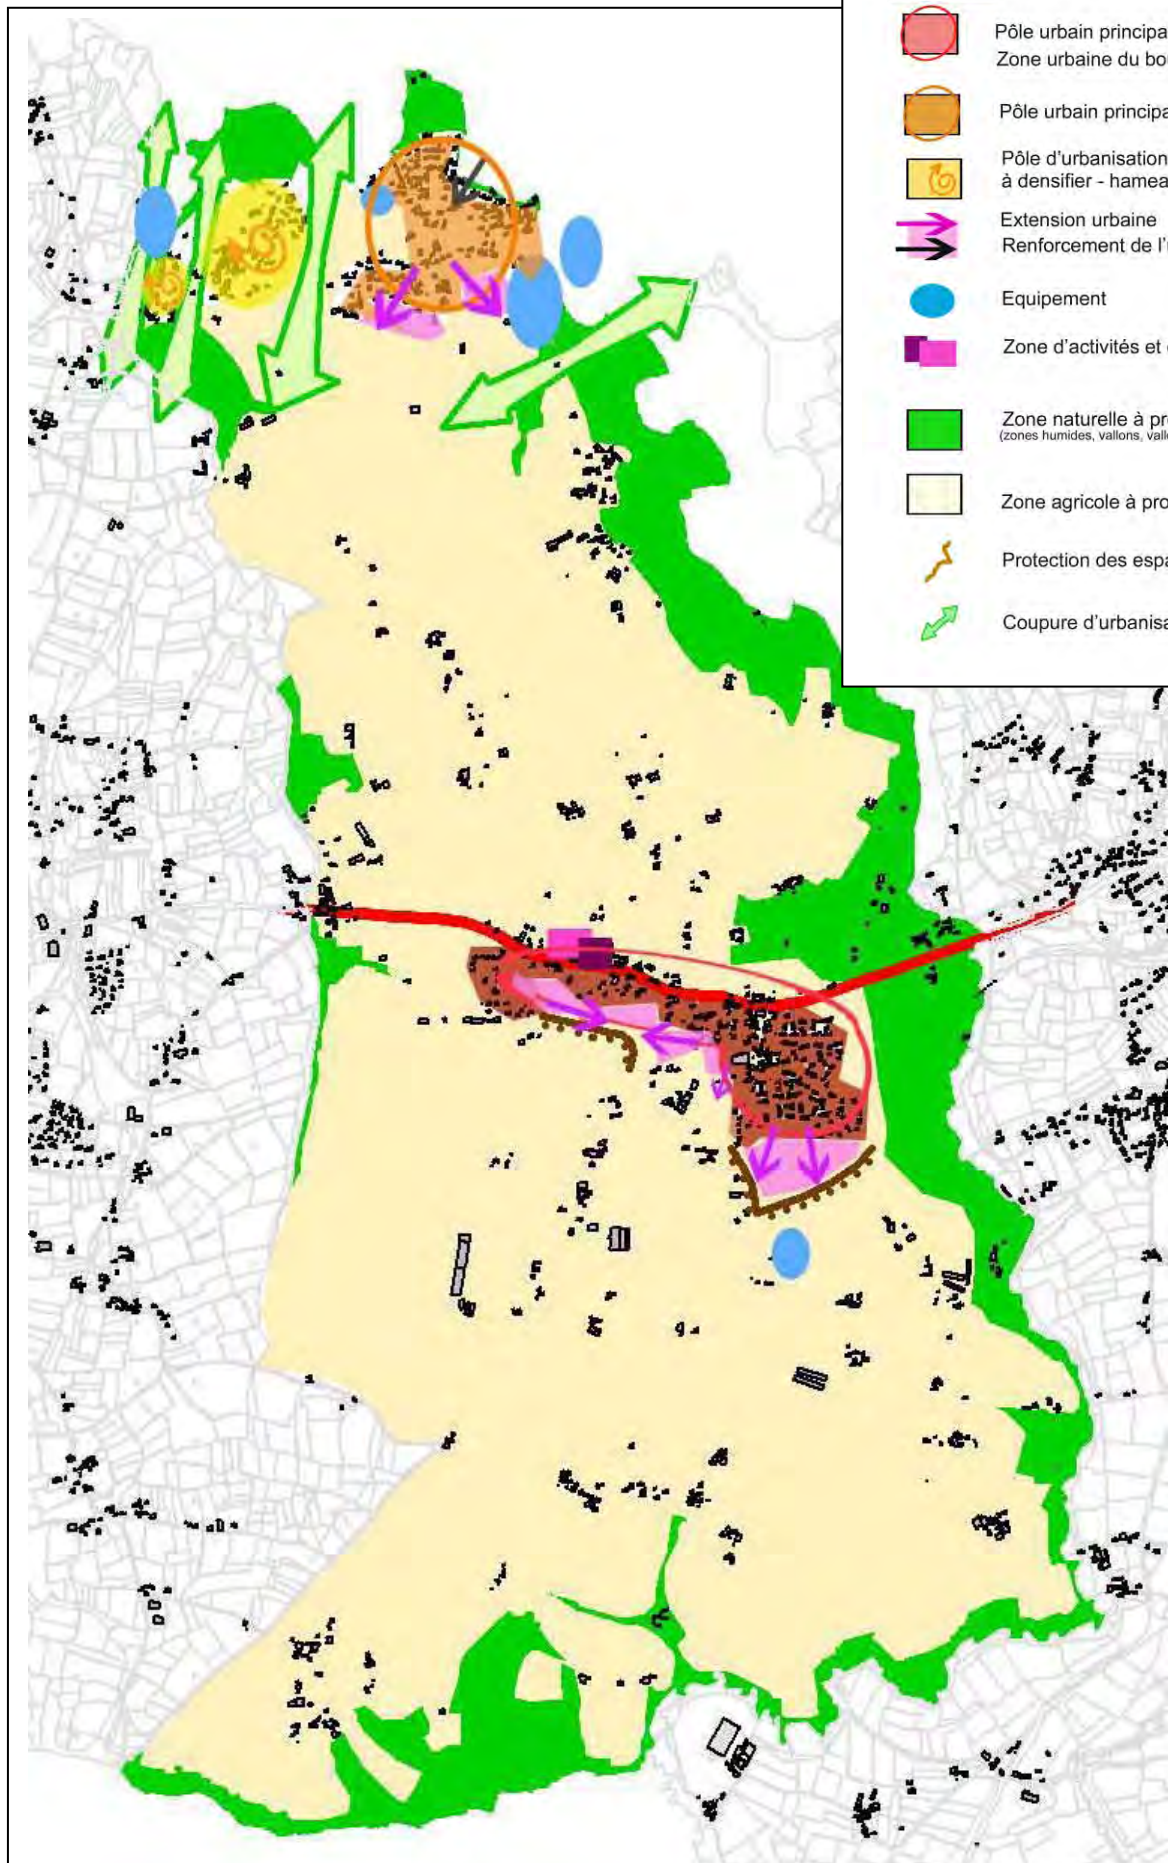 Pôle urbain principa
Zone urbaine du bou
Pôle urbain principa
Pôle d'urbanisation
à densifier - hamea
Extension urbaine
Renforcement de l'u
Equipement
Zone d'activités et
Zone naturelle à pr
(zones humides, vallons, vall
Zone agricole à pro
Protection des espa
Coupure d'urbanisa